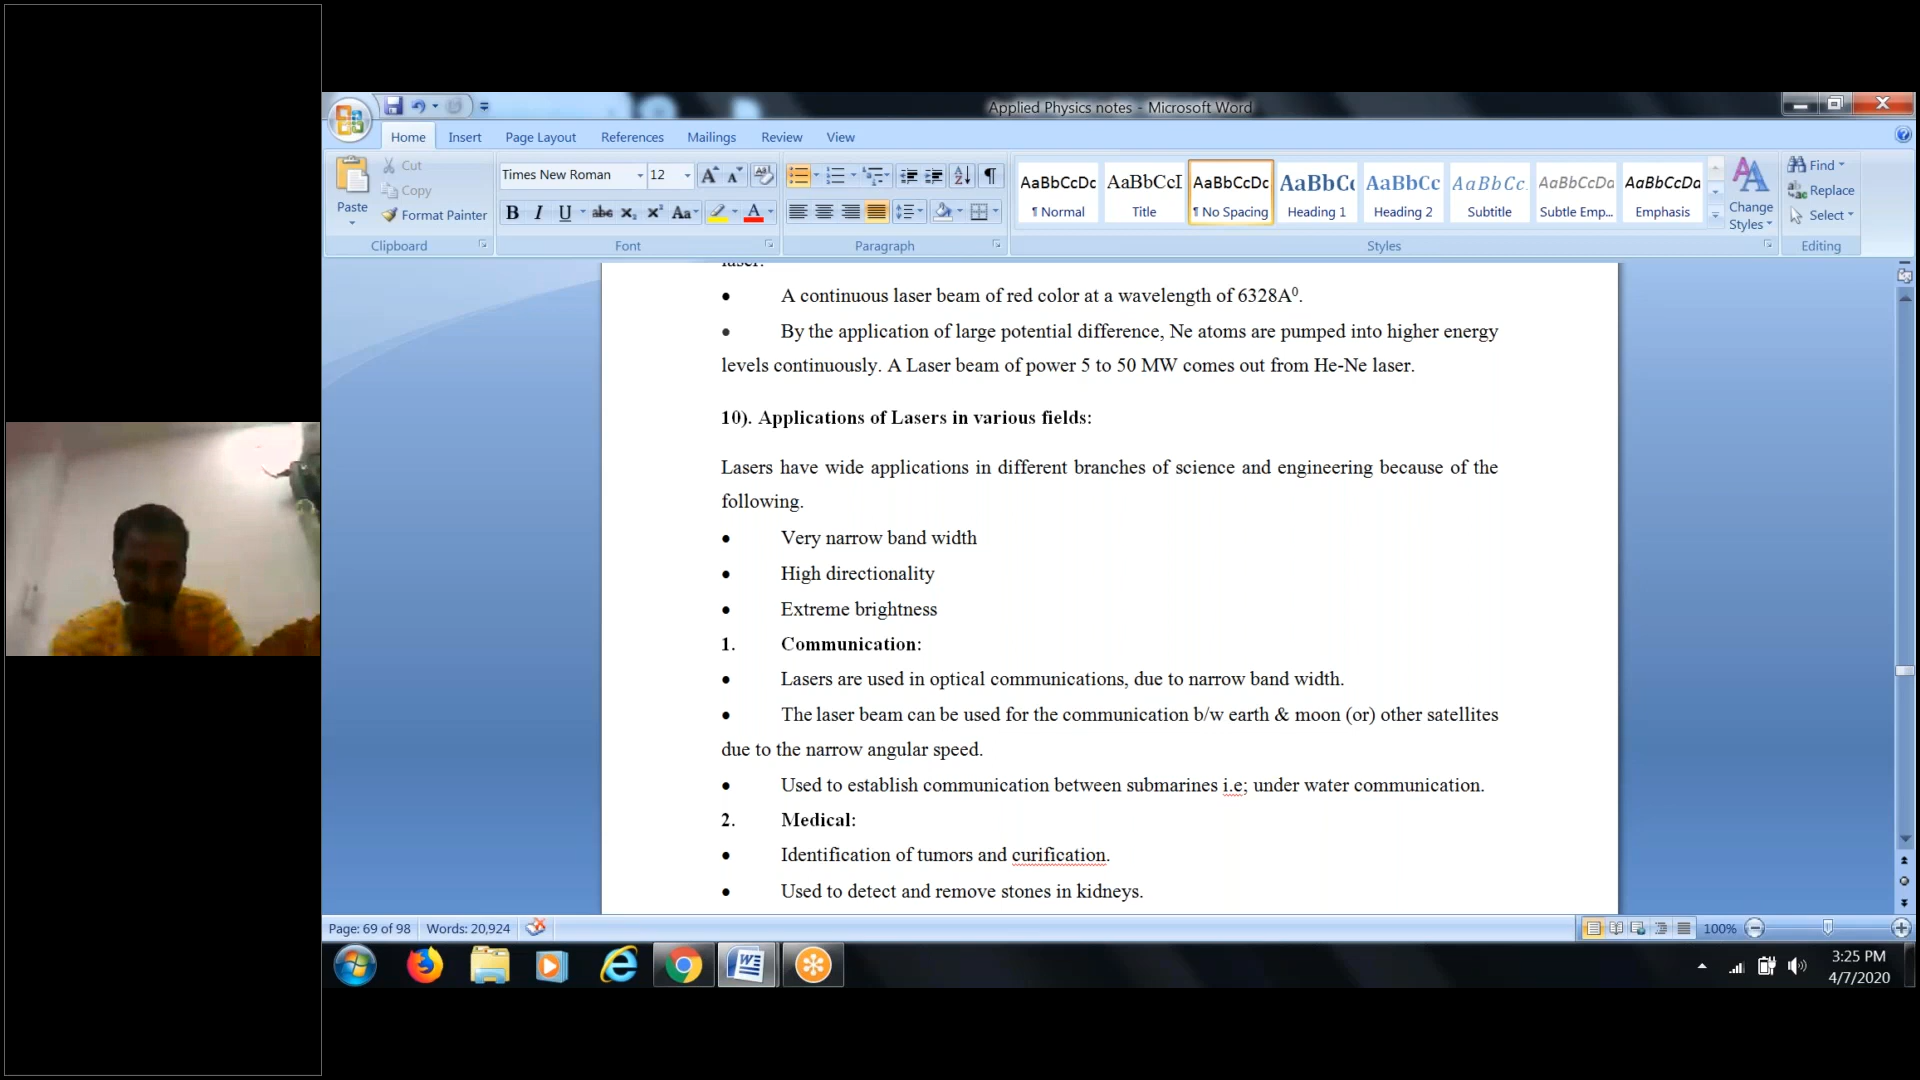 Applied Physics notes - Microsoft Word
Home Insert Page Layout References Mailings Review View
Paste
Cut
Copy
Format Painter
Clipboard
Times New Roman 12
Font
Paragraph
AaBbCcDc AaBbCcI AaBbCcDc AaBbC AaBbCc AaBbCc. AaBbCcDa AaBbCcDa
¶ Normal Title ¶ No Spacing Heading 1 Heading 2 Subtitle Subtle Emp... Emphasis
Styles
Change
Styles
Find
Replace
Select
Editing
laser.
• A continuous laser beam of red color at a wavelength of 6328A⁰.
• By the application of large potential difference, Ne atoms are pumped into higher energy
levels continuously. A Laser beam of power 5 to 50 MW comes out from He-Ne laser.
10). Applications of Lasers in various fields:
Lasers have wide applications in different branches of science and engineering because of the
following.
• Very narrow band width
• High directionality
• Extreme brightness
1. Communication:
• Lasers are used in optical communications, due to narrow band width.
• The laser beam can be used for the communication b/w earth & moon (or) other satellites
due to the narrow angular speed.
• Used to establish communication between submarines i.e; under water communication.
2. Medical:
• Identification of tumors and curification.
• Used to detect and remove stones in kidneys.
Page: 69 of 98 Words: 20,924
100%
3:25 PM
4/7/2020